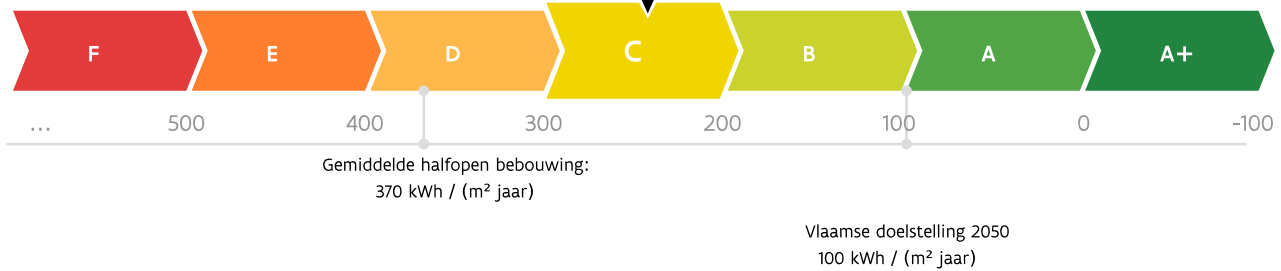 F E D C B A A+
... 500 400 300 200 100 0 -100
Gemiddelde halfopen bebouwing:
370 kWh / (m² jaar)
Vlaamse doelstelling 2050
100 kWh / (m² jaar)